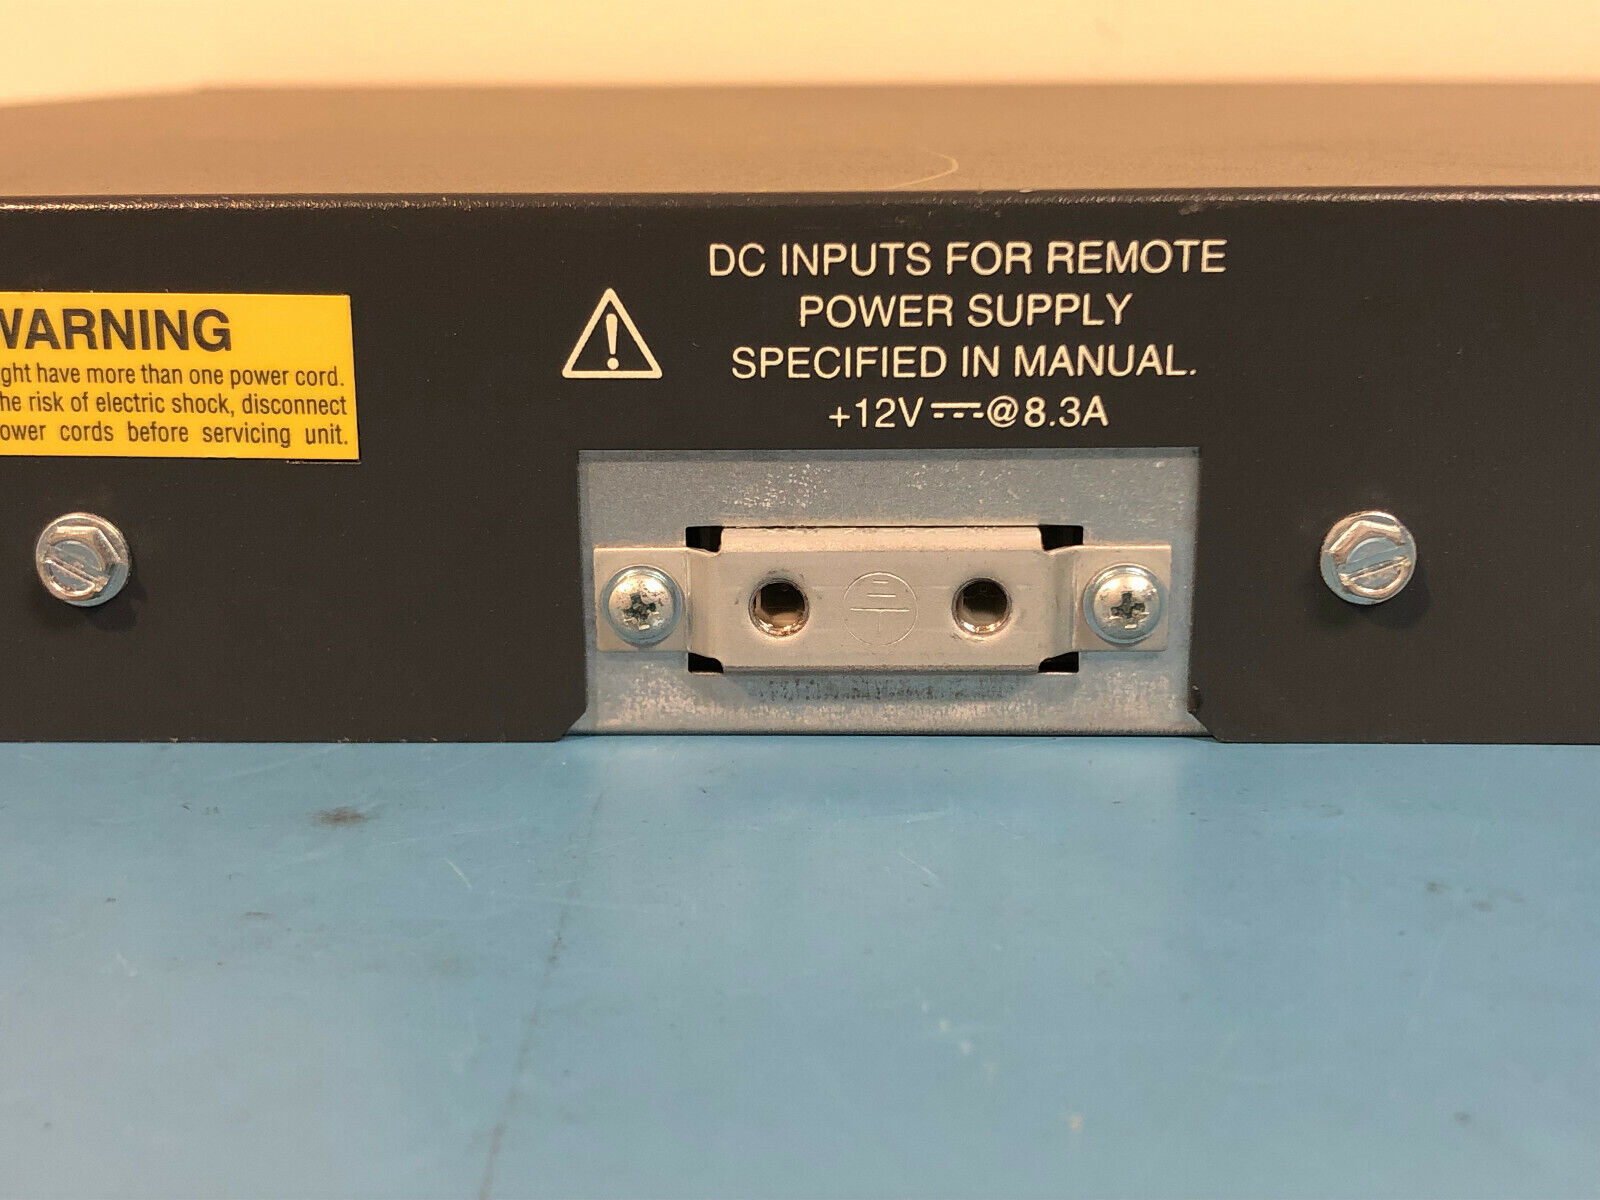 WARNING
ght have more than one power cord.
he risk of electric shock, disconnect
ower cords before servicing unit.
DC INPUTS FOR REMOTE
POWER SUPPLY
SPECIFIED IN MANUAL.
+12V⎓@8.3A